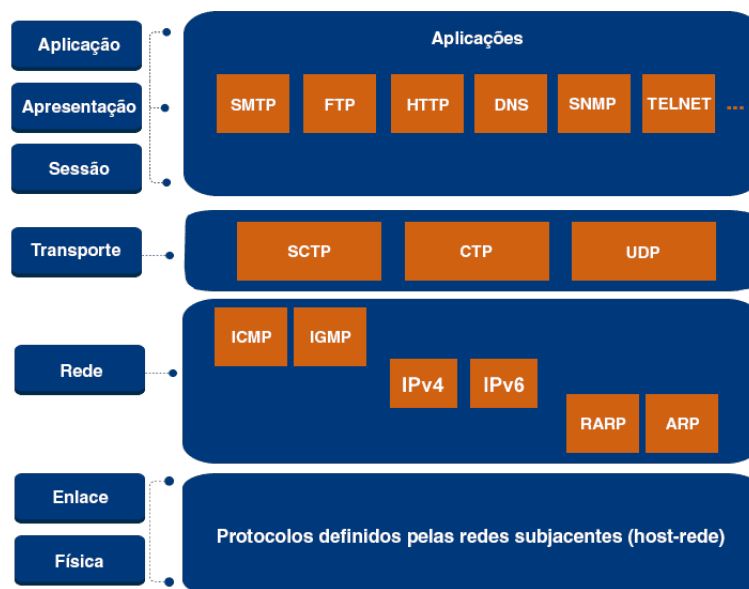 Aplicação
Apresentação
Sessão
Aplicações
SMTP FTP HTTP DNS SNMP TELNET ...
Transporte
SCTP CTP UDP
Rede
ICMP IGMP
IPv4 IPv6
RARP ARP
Enlace
Física
Protocolos definidos pelas redes subjacentes (host-rede)